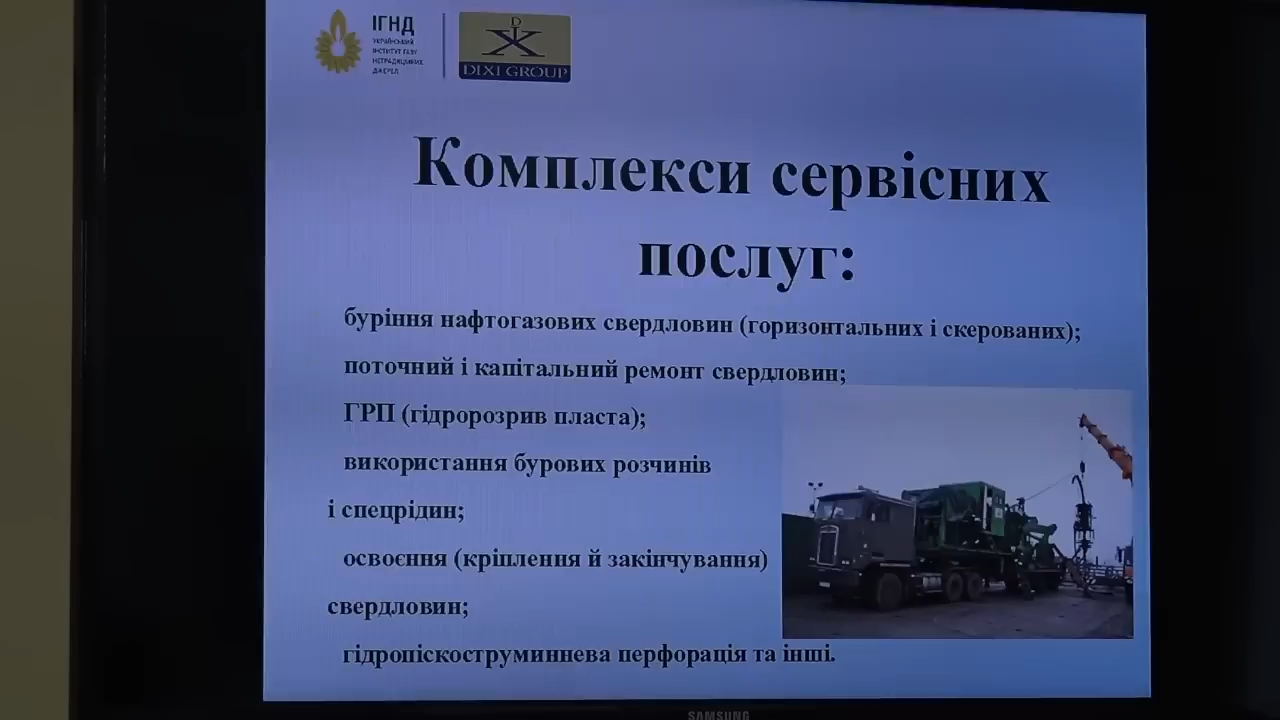 ІГНД
УКРАЇНСЬКИЙ
ІНСТИТУТ ГАЗУ
НЕТРАДИЦІЙНИХ
ДЖЕРЕЛ
D
X
DIXI GROUP
Комплекси сервісних
послуг:
буріння нафтогазових свердловин (горизонтальних і скерованих);
поточний і капітальний ремонт свердловин;
ГРП (гідророзрив пласта);
використання бурових розчинів
і спецрідин;
освоєння (кріплення й закінчування)
свердловин;
гідропіскоструминнева перфорація та інші.
SAMSUNG